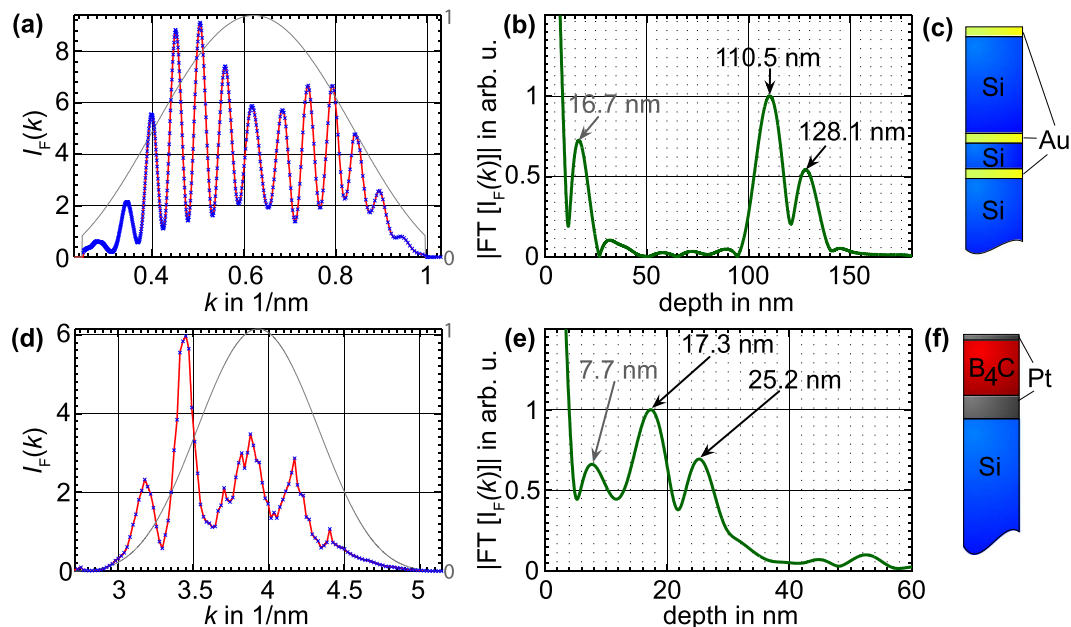 (a)
8
6
4
2
0
1
0
I_F(k)
0.4
0.6
0.8
1
k in 1/nm
(b)
1
0.5
0
|FT [I_F(k)]| in arb. u.
16.7 nm
110.5 nm
128.1 nm
0
50
100
150
depth in nm
(c)
Si
Si
Si
Au
(d)
6
4
2
0
1
0
I_F(k)
3
3.5
4
4.5
5
k in 1/nm
(e)
1
0.5
0
|FT [I_F(k)]| in arb. u.
7.7 nm
17.3 nm
25.2 nm
0
20
40
60
depth in nm
(f)
B4C
Pt
Si